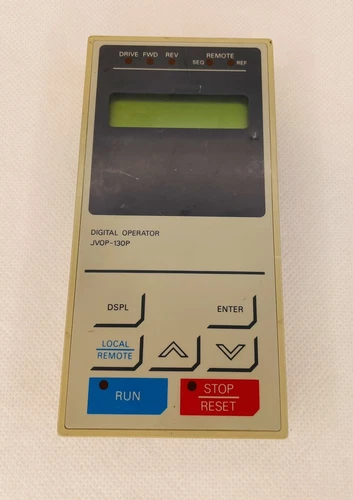 DRIVE FWD REV REMOTE
SEQ REF
DIGITAL OPERATOR
JVOP-130P
DSPL
ENTER
LOCAL
REMOTE
RUN
STOP
RESET